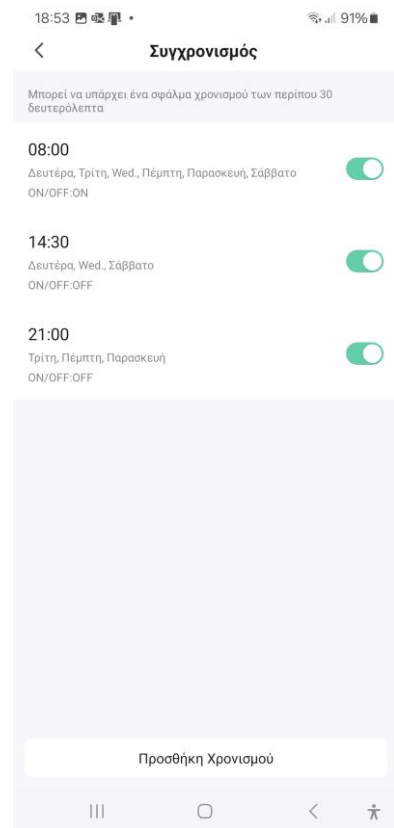 18:53
91%
Συγχρονισμός
Μπορεί να υπάρχει ένα σφάλμα χρονισμού των περίπου 30
δευτερόλεπτα
08:00
Δευτέρα, Τρίτη, Wed., Πέμπτη, Παρασκευή, Σάββατο
ON/OFF:ON
14:30
Δευτέρα, Wed., Σάββατο
ON/OFF:OFF
21:00
Τρίτη, Πέμπτη, Παρασκευή
ON/OFF:OFF
Προσθήκη Χρονισμού